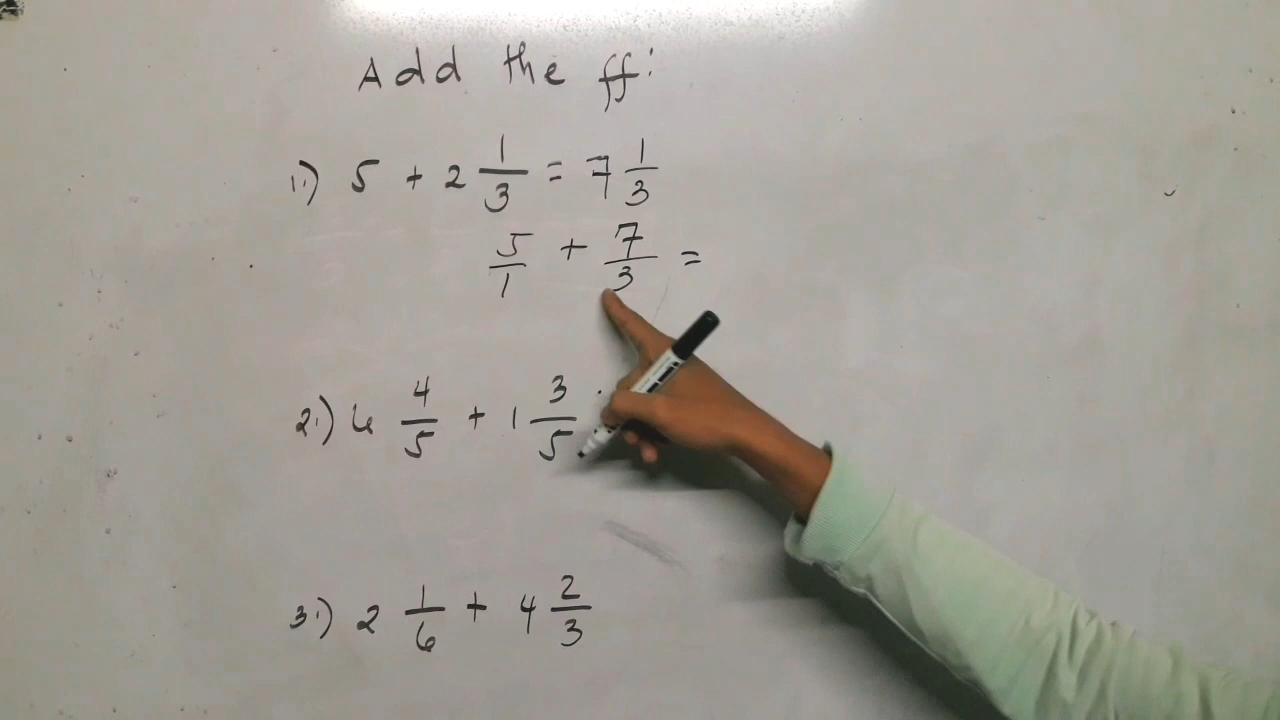 Add the ff:
1.) 5 + 2 1/3 = 7 1/3
5/1 + 7/3 =
2.) 6 4/5 + 1 3/5
3.) 2 1/6 + 4 2/3